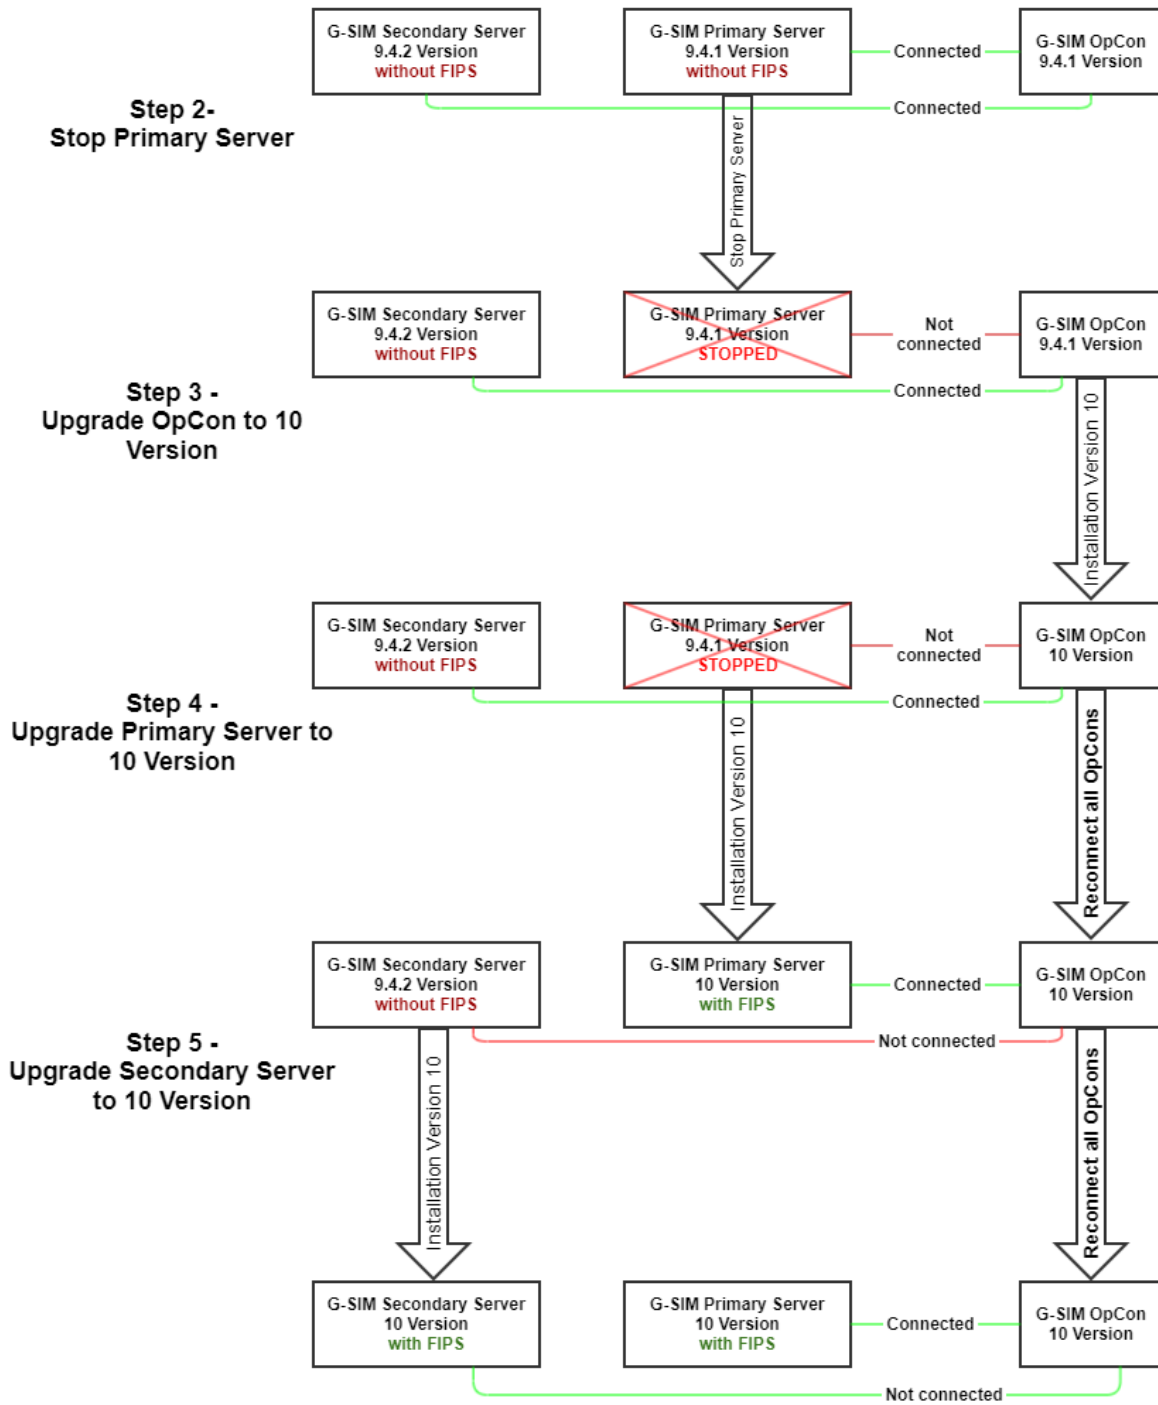 G-SIM Secondary Server
9.4.2 Version
without FIPS
G-SIM Primary Server
9.4.1 Version
without FIPS
Connected
G-SIM OpCon
9.4.1 Version
Connected
Step 2-
Stop Primary Server
Stop Primary Server
G-SIM Secondary Server
9.4.2 Version
without FIPS
G-SIM Primary Server
9.4.1 Version
STOPPED
Not
connected
G-SIM OpCon
9.4.1 Version
Connected
Step 3 -
Upgrade OpCon to 10
Version
Installation Version 10
G-SIM Secondary Server
9.4.2 Version
without FIPS
G-SIM Primary Server
9.4.1 Version
STOPPED
Not
connected
G-SIM OpCon
10 Version
Connected
Step 4 -
Upgrade Primary Server to
10 Version
Installation Version 10
Reconnect all OpCons
G-SIM Secondary Server
9.4.2 Version
without FIPS
G-SIM Primary Server
10 Version
with FIPS
Connected
G-SIM OpCon
10 Version
Not connected
Step 5 -
Upgrade Secondary Server
to 10 Version
Installation Version 10
Reconnect all OpCons
G-SIM Secondary Server
10 Version
with FIPS
G-SIM Primary Server
10 Version
with FIPS
Connected
G-SIM OpCon
10 Version
Not connected